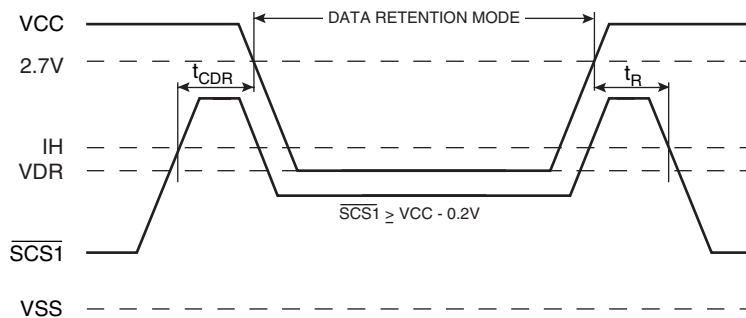 VCC
DATA RETENTION MODE
2.7V
tCDR
tR
IH
VDR
SCS1 ≥ VCC - 0.2V
SCS1
VSS